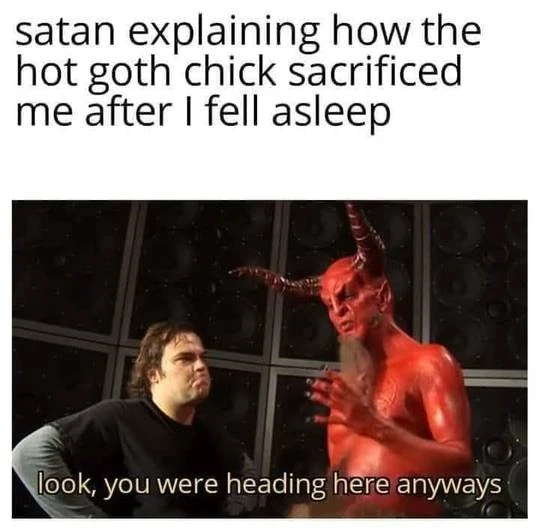 satan explaining how the
hot goth chick sacrificed
me after I fell asleep
look, you were heading here anyways